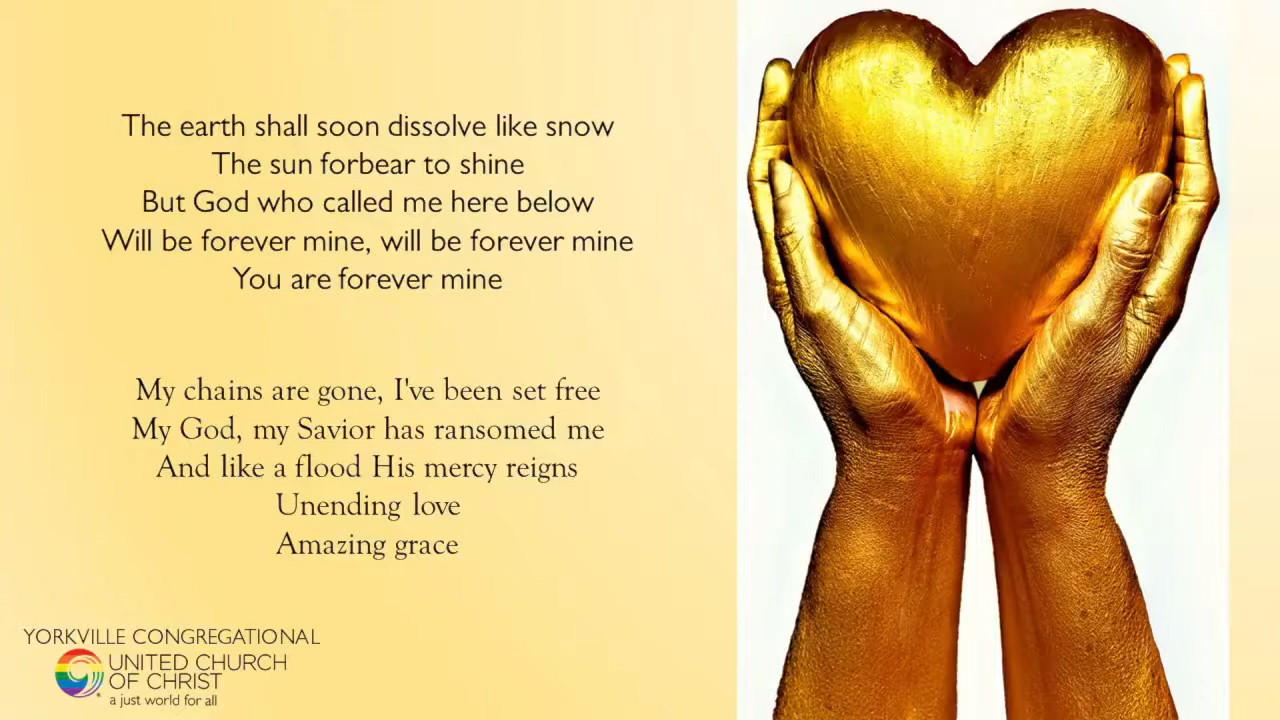 The earth shall soon dissolve like snow
The sun forbear to shine
But God who called me here below
Will be forever mine, will be forever mine
You are forever mine
My chains are gone, I've been set free
My God, my Savior has ransomed me
And like a flood His mercy reigns
Unending love
Amazing grace
YORKVILLE CONGREGATIONAL
UNITED CHURCH
OF CHRIST
a just world for all